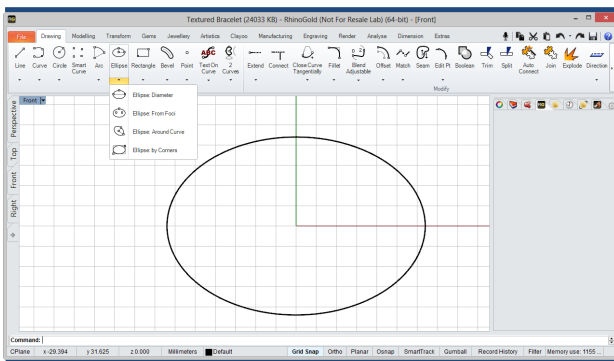 Textured Bracelet (24033 KB) - RhinoGold (Not For Resale Lab) (64-bit) - [Front]
File Drawing Modelling Transform Gems Jewellery Artistics Clayoo Manufacturing Engraving Render Analyse Dimension Extras
Line Curve Circle Smart Curve Arc Ellipse Rectangle Bevel Point Text On Curve 2 Curves Extend Connect Close Curve Tangentially Fillet Blend Adjustable Offset Match Seam Edit Pt Boolean Trim Split Auto Connect Join Explode Direction
ABC
Modify
Front
Ellipse: Diameter
Ellipse: From Foci
Ellipse: Around Curve
Ellipse: by Corners
Perspective
Top
Front
Right
Command:
CPlane x -29.394 y 31.625 z 0.000 Millimeters Default Grid Snap Ortho Planar Osnap SmartTrack Gumball Record History Filter Memory use: 1155 ...